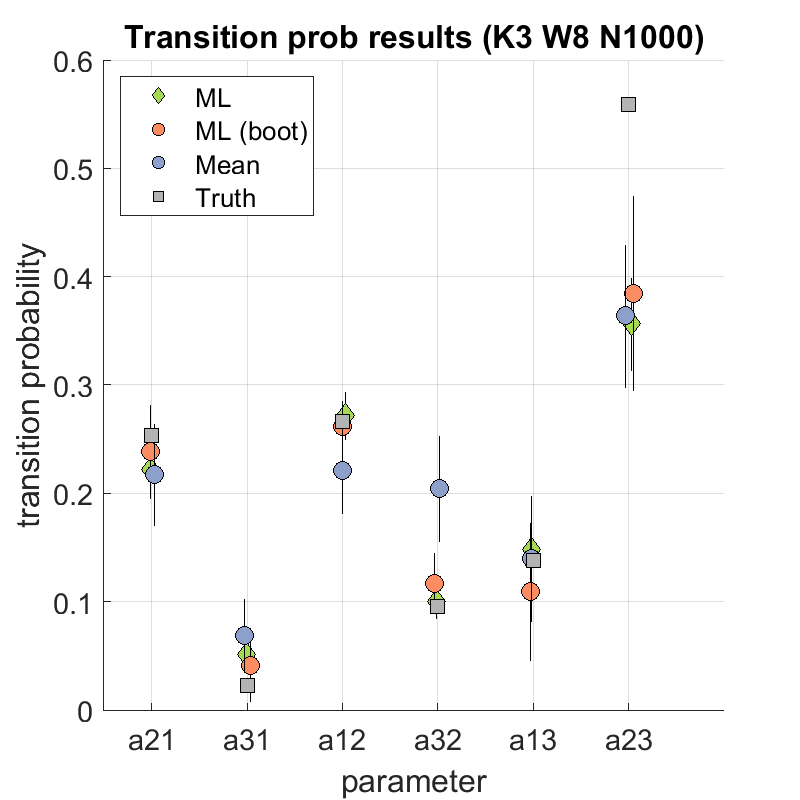 Transition prob results (K3 W8 N1000)
ML
ML (boot)
Mean
Truth
transition probability
0.6
0.5
0.4
0.3
0.2
0.1
0
a21 a31 a12 a32 a13 a23
parameter